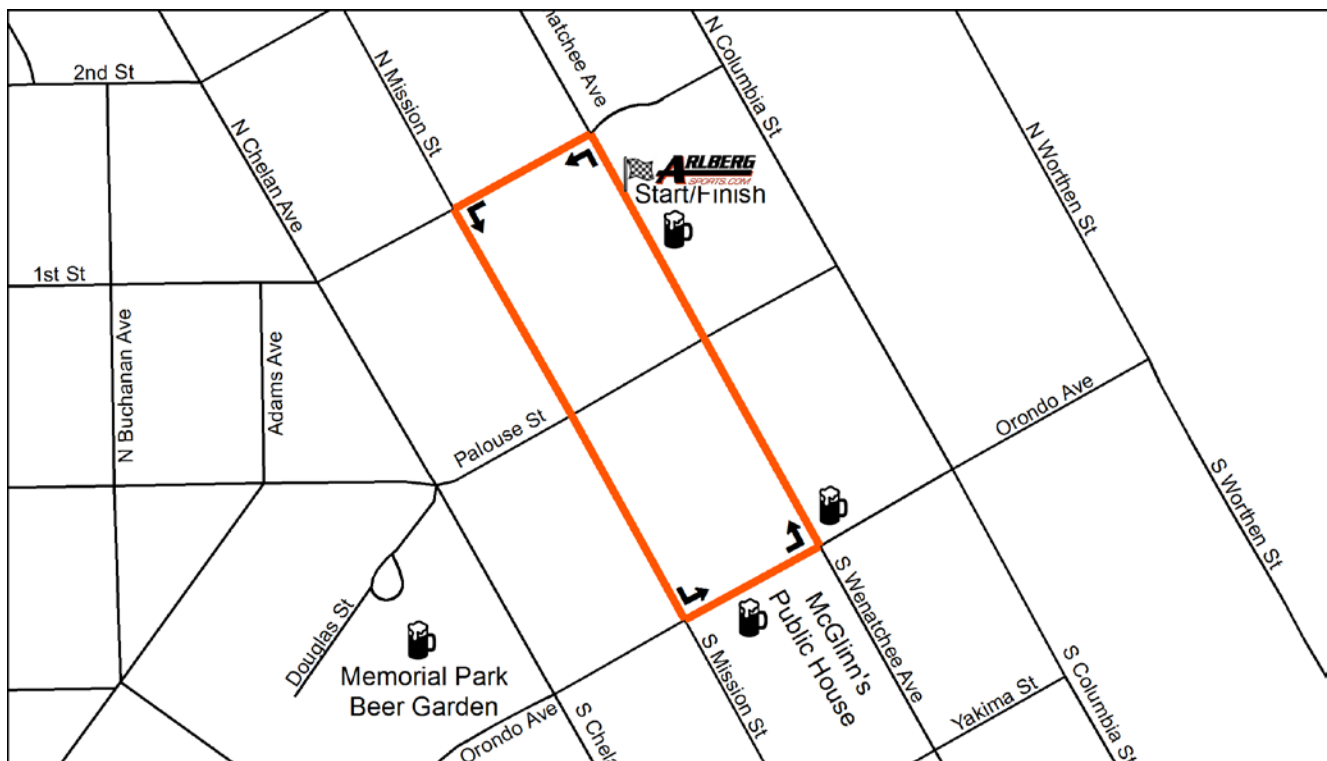 2nd St
N Mission St
natchee Ave
N Columbia St
N Chelan Ave
N Worthen St
ARLBERG
SPORTS.COM
Start/Finish
1st St
N Buchanan Ave
Adams Ave
Palouse St
Orondo Ave
S Worthen St
Douglas St
Memorial Park
Beer Garden
McGlinn's
Public House
S Wenatchee Ave
S Mission St
S Columbia St
Yakima St
Orondo Ave
S Chela